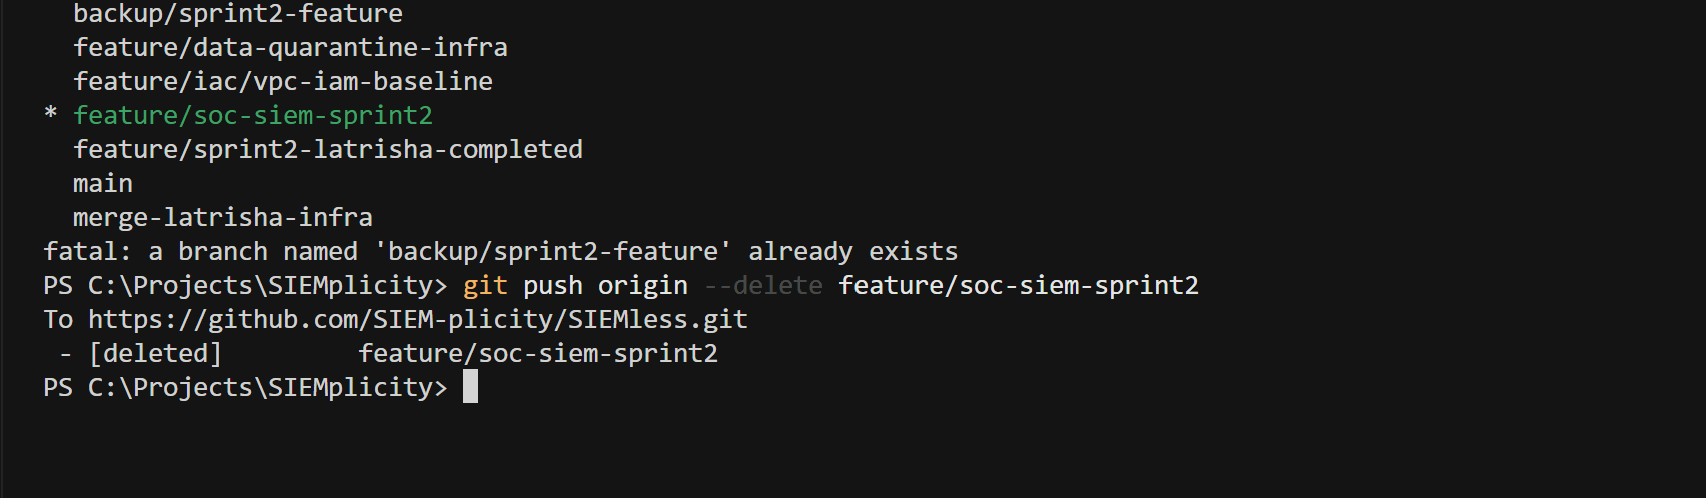 backup/sprint2-feature
feature/data-quarantine-infra
feature/iac/vpc-iam-baseline
* feature/soc-siem-sprint2
feature/sprint2-latrisha-completed
main
merge-latrisha-infra
fatal: a branch named 'backup/sprint2-feature' already exists
PS C:\Projects\SIEMplicity> git push origin --delete feature/soc-siem-sprint2
To https://github.com/SIEM-plicity/SIEMless.git
 - [deleted]         feature/soc-siem-sprint2
PS C:\Projects\SIEMplicity>